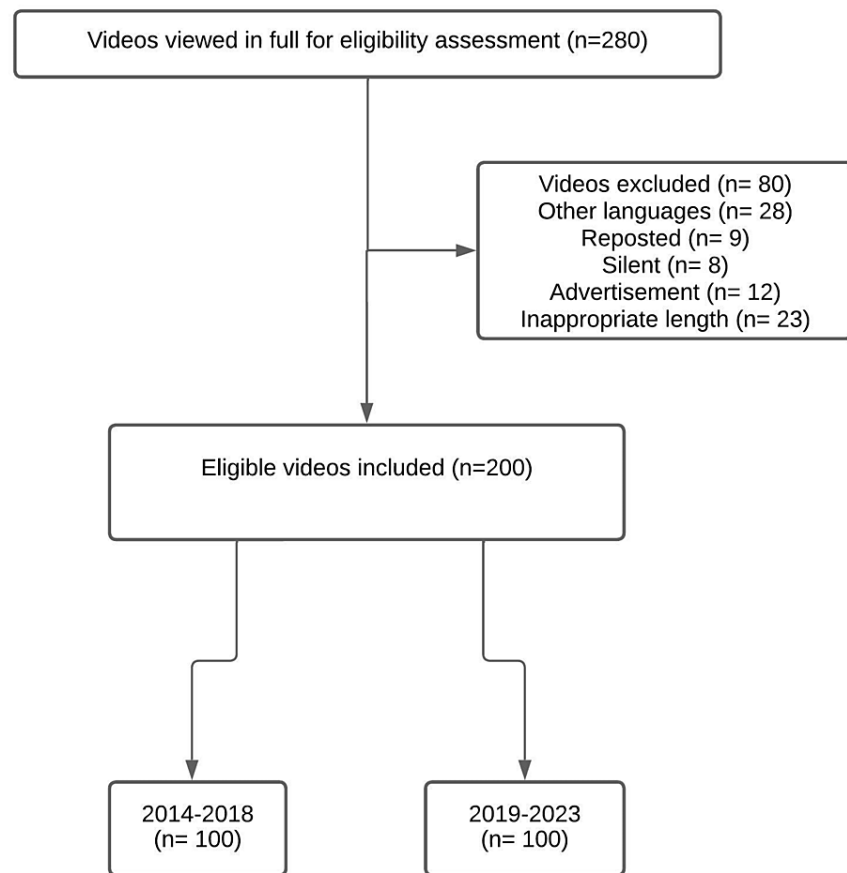 Videos viewed in full for eligibility assessment (n=280)
Videos excluded (n= 80)
Other languages (n= 28)
Reposted (n= 9)
Silent (n= 8)
Advertisement (n= 12)
Inappropriate length (n= 23)
Eligible videos included (n=200)
2014-2018
(n= 100)
2019-2023
(n= 100)